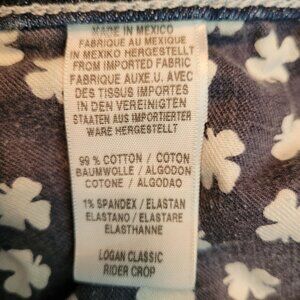 MADE IN MEXICO
FABRIQUE AU MEXIQUE
IN MEXIKO HERGESTELLT
FROM IMPORTED FABRIC
FABRIQUE AUX E.U. AVEC
DES TISSUS IMPORTES
IN DEN VEREINIGTEN
STAATEN AUS IMPORTIERTER
WARE HERGESTELLT
99 % COTTON / COTON
BAUMWOLLE / ALGODON
COTONE / ALGODAO
1% SPANDEX / ELASTAN
ELASTANO / ELASTARE
ELASTHANNE
LOGAN CLASSIC
RIDER CROP